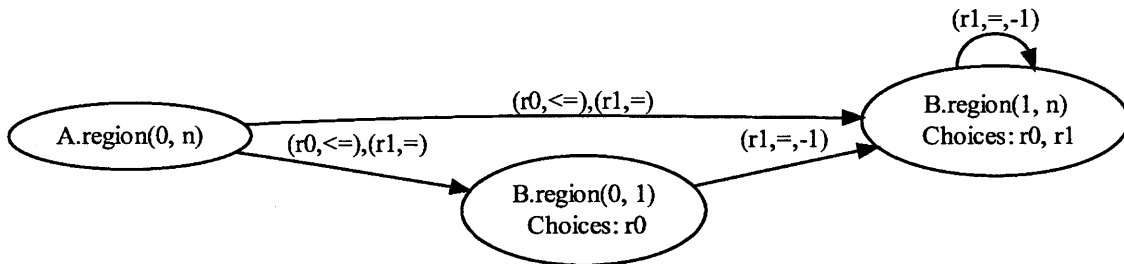 (r1,=,-1)
B.region(1, n)
Choices: r0, r1
(r0,<=),(r1,=)
A.region(0, n)
(r0,<=),(r1,=)
(r1,=,-1)
B.region(0, 1)
Choices: r0